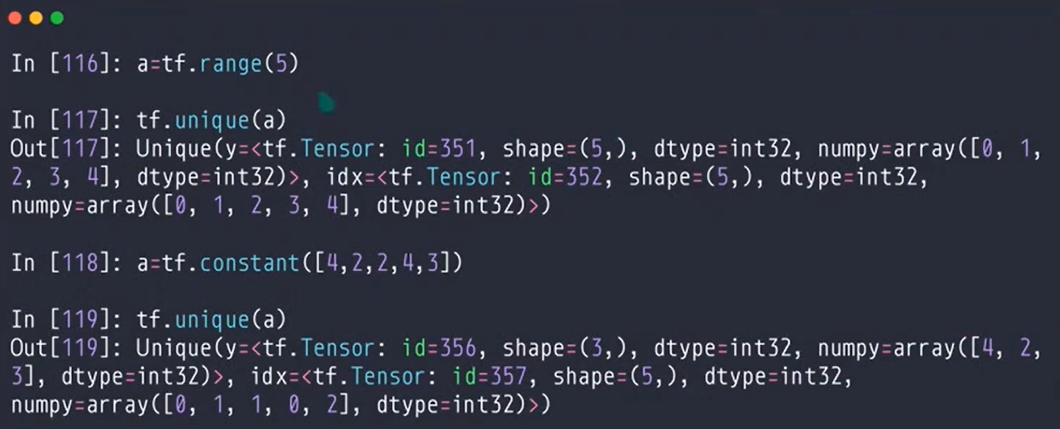 In [116]: a=tf.range(5)
In [117]: tf.unique(a)
Out[117]: Unique(y=<tf.Tensor: id=351, shape=(5,), dtype=int32, numpy=array([0, 1,
2, 3, 4], dtype=int32)>, idx=<tf.Tensor: id=352, shape=(5,), dtype=int32,
numpy=array([0, 1, 2, 3, 4], dtype=int32)>)
In [118]: a=tf.constant([4,2,2,4,3])
In [119]: tf.unique(a)
Out[119]: Unique(y=<tf.Tensor: id=356, shape=(3,), dtype=int32, numpy=array([4, 2,
3], dtype=int32)>, idx=<tf.Tensor: id=357, shape=(5,), dtype=int32,
numpy=array([0, 1, 1, 0, 2], dtype=int32)>)